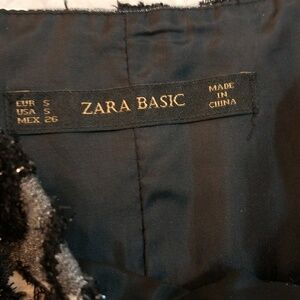 EUR S
USA S
MEX 26
ZARA BASIC
MADE
IN
CHINA